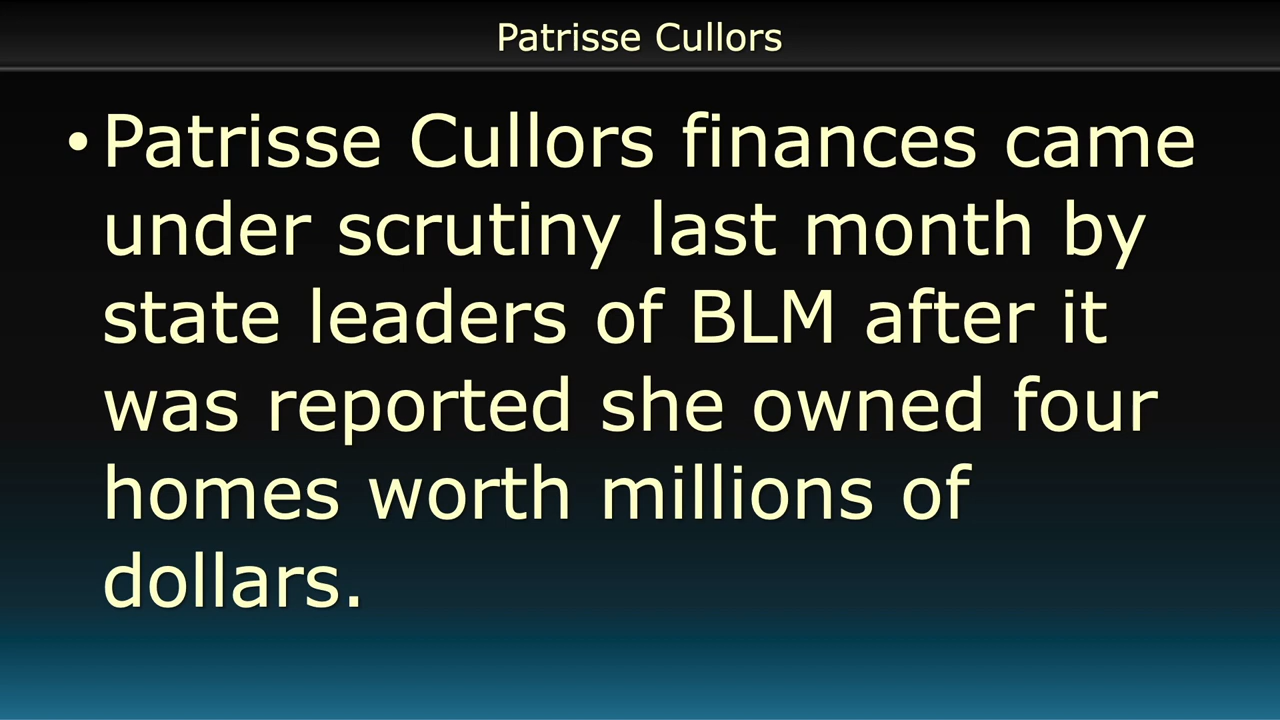 Patrisse Cullors
•Patrisse Cullors finances came
under scrutiny last month by
state leaders of BLM after it
was reported she owned four
homes worth millions of
dollars.